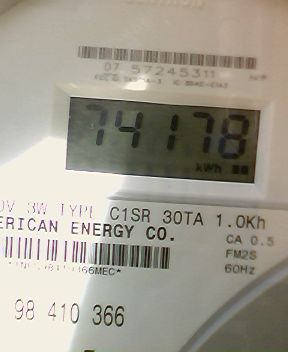 07 57245311
74178
kWh
0V 3W TYPE C1SR 30TA 1.0Kh
ERICAN ENERGY CO.
CA 0.5
FM2S
60Hz
98 410 366